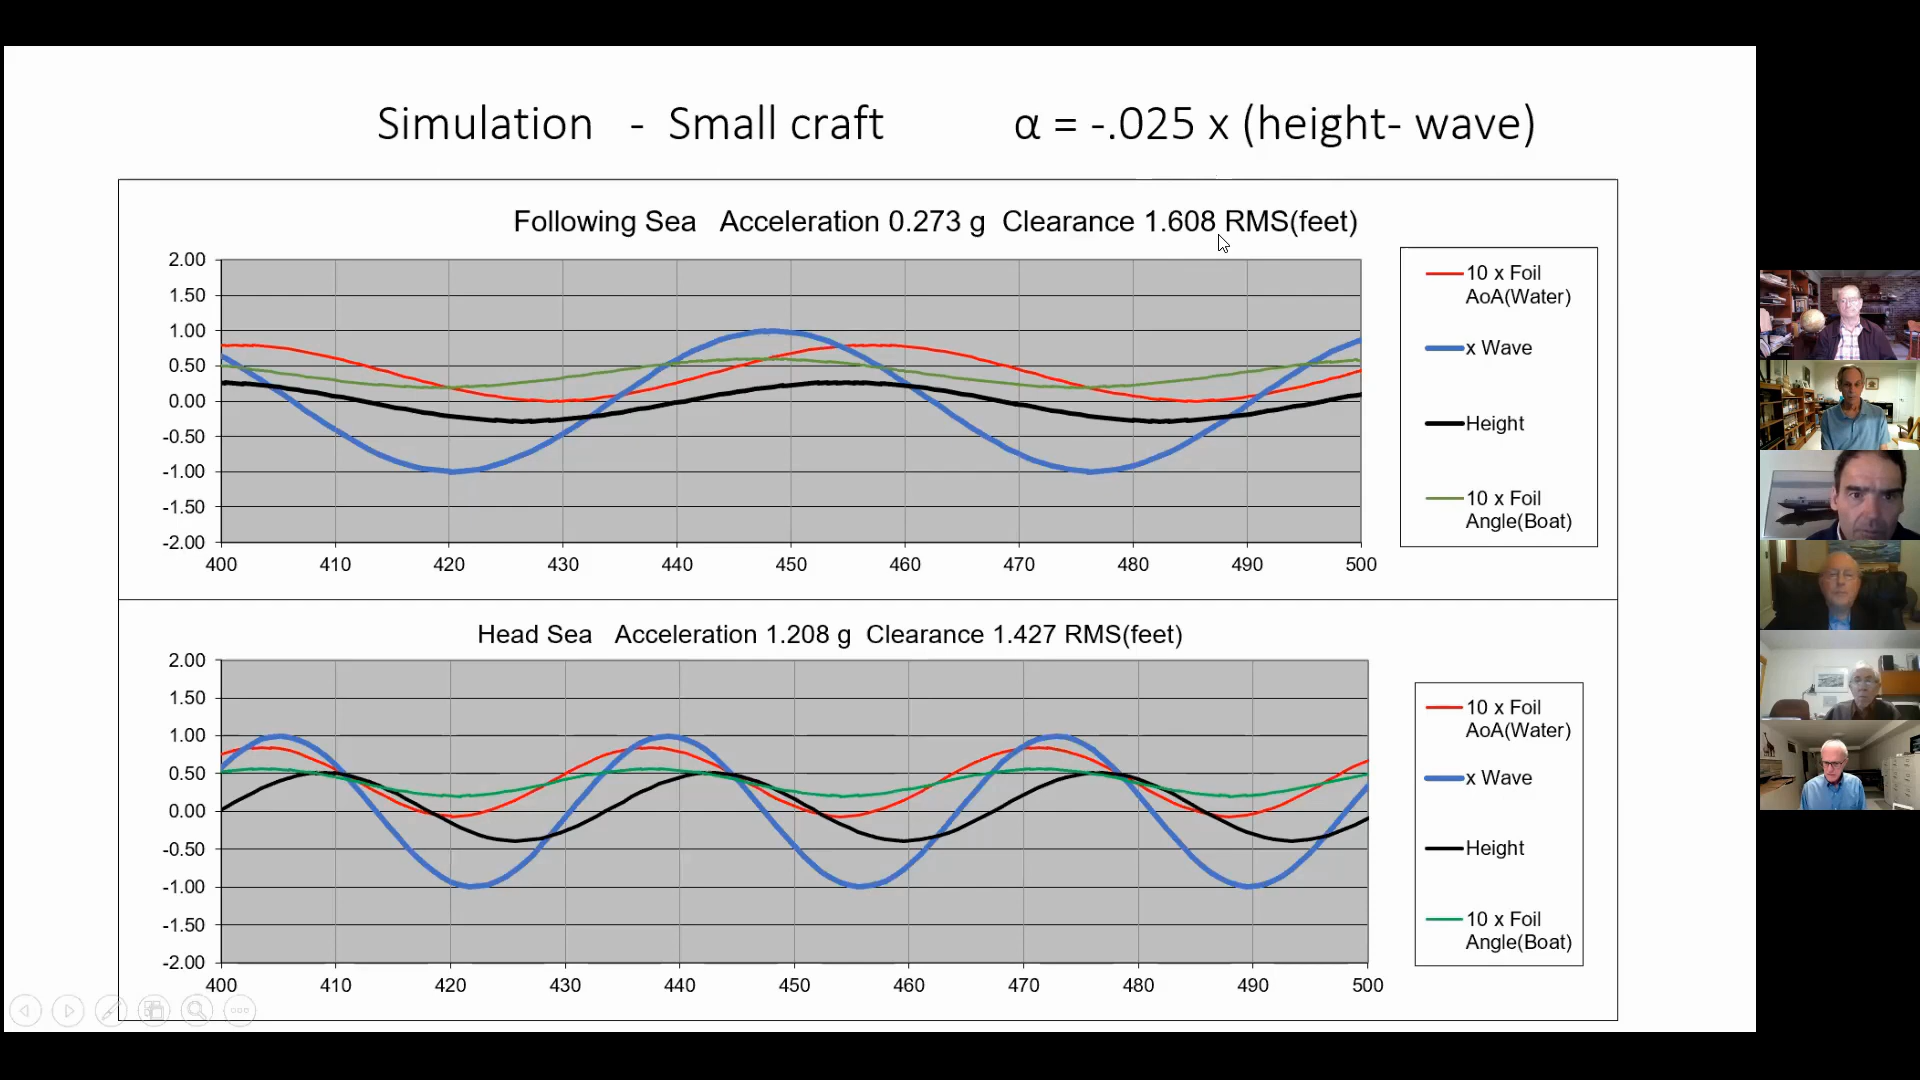 Simulation - Small craft α = -.025 x (height- wave)
Following Sea Acceleration 0.273 g Clearance 1.608 RMS(feet)
2.00
1.50
1.00
0.50
0.00
-0.50
-1.00
-1.50
-2.00
400 410 420 430 440 450 460 470 480 490 500
10 x Foil
AoA(Water)
x Wave
Height
10 x Foil
Angle(Boat)
Head Sea Acceleration 1.208 g Clearance 1.427 RMS(feet)
2.00
1.50
1.00
0.50
0.00
-0.50
-1.00
-1.50
-2.00
400 410 420 430 440 450 460 470 480 490 500
10 x Foil
AoA(Water)
x Wave
Height
10 x Foil
Angle(Boat)